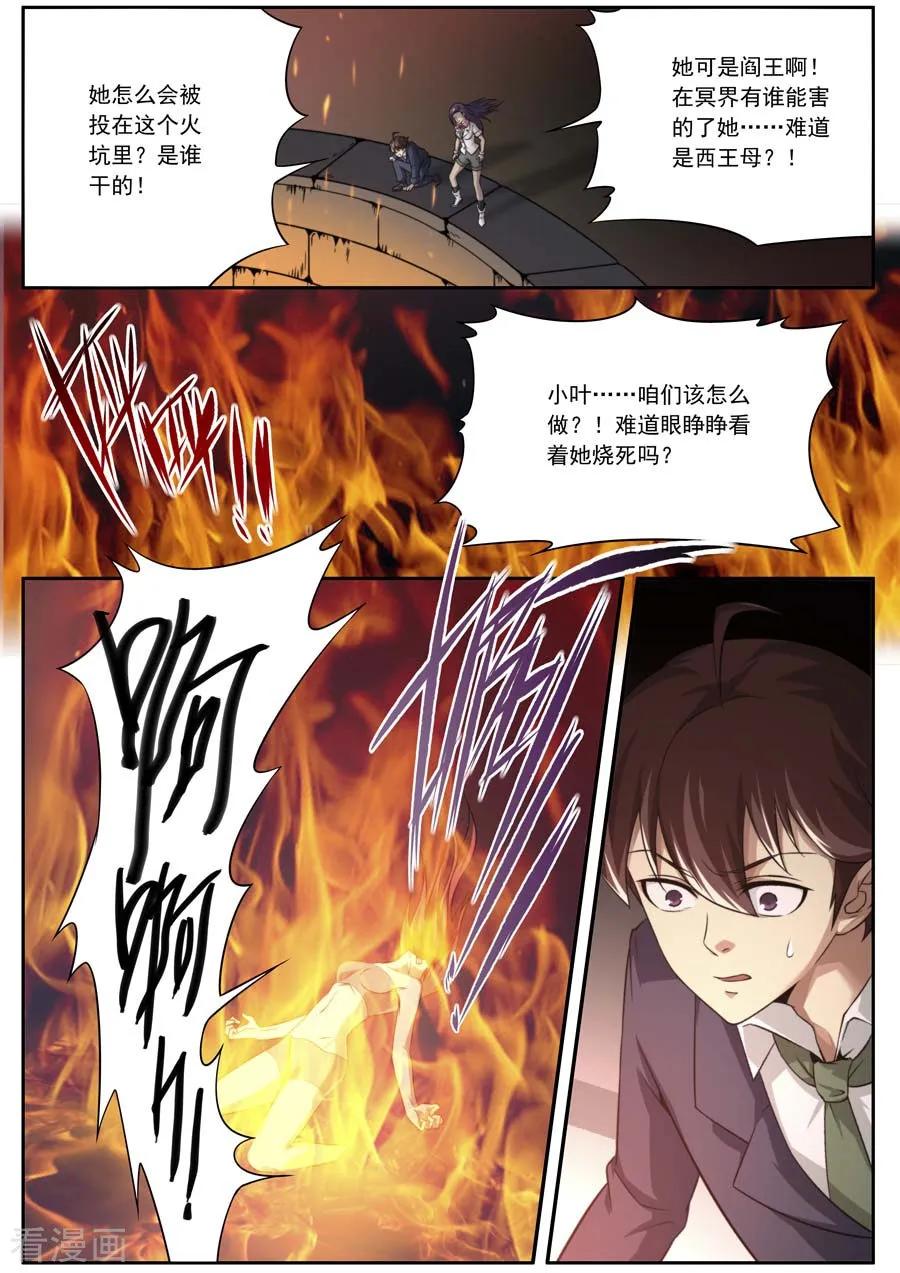 她怎么会被
投在这个火
坑里？是谁
干的！
她可是阎王啊！
在冥界有谁能害
的了她……难道
是西王母？！
小叶……咱们该怎么
做？！难道眼睁睁看
着她烧死吗？
啊啊！！
看漫画